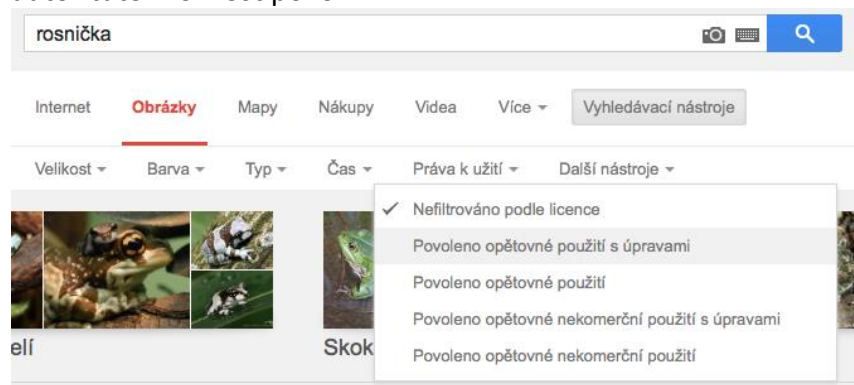 rosnička
Internet Obrázky Mapy Nákupy Videa Více Vyhledávací nástroje
Velikost Barva Typ Čas Práva k užití Další nástroje
Nefiltrováno podle licence
Povoleno opětovné použití s úpravami
Povoleno opětovné použití
Povoleno opětovné nekomerční použití s úpravami
Povoleno opětovné nekomerční použití
elí Skok